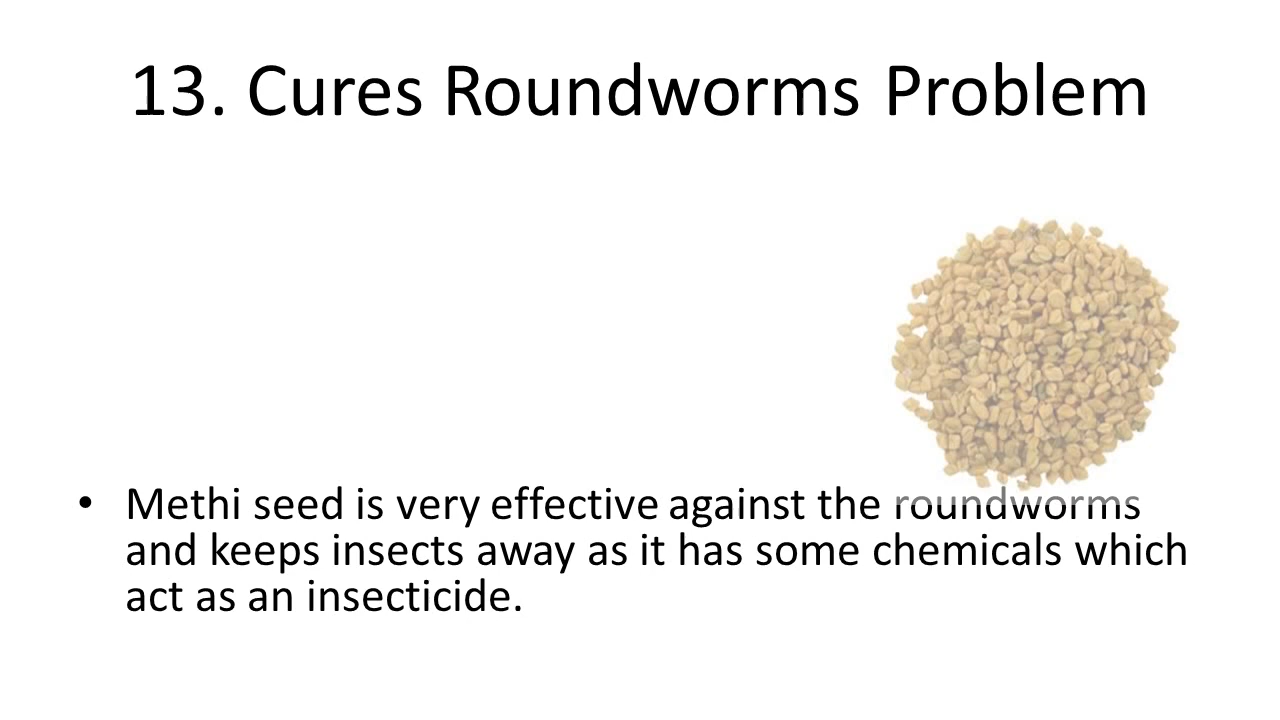 13. Cures Roundworms Problem
• Methi seed is very effective against the roundworms
and keeps insects away as it has some chemicals which
act as an insecticide.